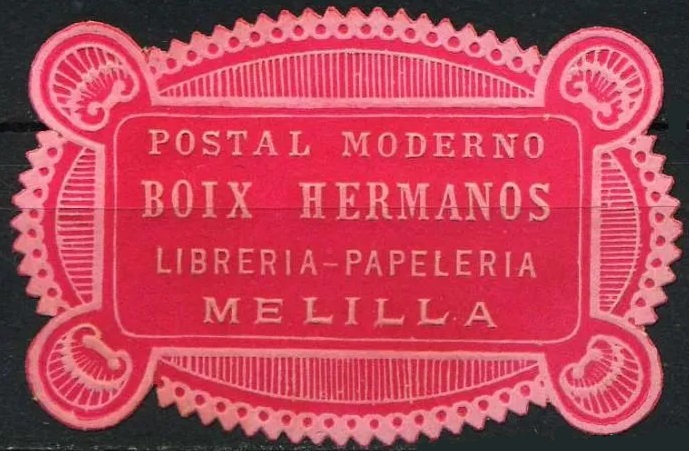 POSTAL MODERNO
BOIX HERMANOS
LIBRERIA-PAPELERIA
MELILLA